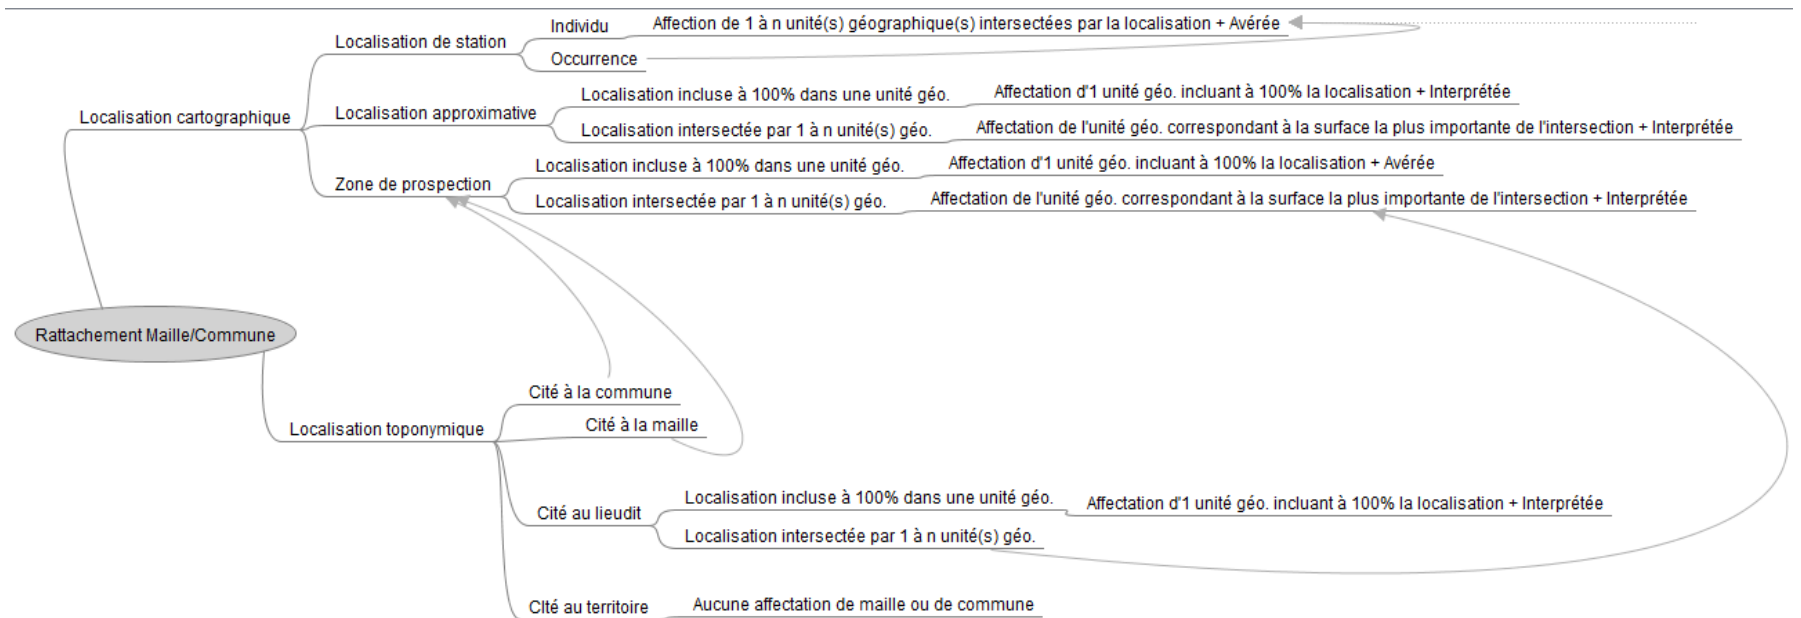 Individu
Affection de 1 à n unité(s) géographique(s) intersectées par la localisation + Avérée
Localisation de station
Occurrence
Localisation incluse à 100% dans une unité géo.
Affectation d'1 unité géo. incluant à 100% la localisation + Interprétée
Localisation cartographique
Localisation approximative
Localisation intersectée par 1 à n unité(s) géo.
Affectation de l'unité géo. correspondant à la surface la plus importante de l'intersection + Interprétée
Localisation incluse à 100% dans une unité géo.
Affectation d'1 unité géo. incluant à 100% la localisation + Avérée
Zone de prospection
Localisation intersectée par 1 à n unité(s) géo.
Affectation de l'unité géo. correspondant à la surface la plus importante de l'intersection + Interprétée
Rattachement Maille/Commune
Cité à la commune
Localisation toponymique
Cité à la maille
Localisation incluse à 100% dans une unité géo.
Affectation d'1 unité géo. incluant à 100% la localisation + Interprétée
Cité au lieudit
Localisation intersectée par 1 à n unité(s) géo.
CIté au territoire
Aucune affectation de maille ou de commune